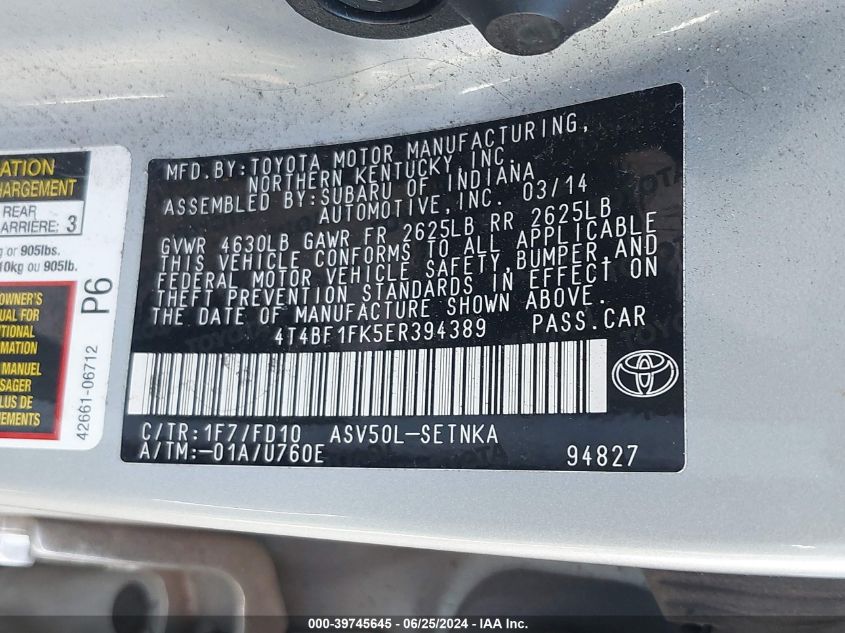 ATION
HARGEMENT
REAR
ARRIÈRE: 3
g or 905lbs.
10kg ou 905lb.
OWNER'S
UAL FOR
TIONAL
MATION
MANUEL
SAGER
LUS DE
MENTS
P6
42661-06712
MFD.BY:TOYOTA MOTOR MANUFACTURING,
NORTHERN KENTUCKY, INC.
ASSEMBLED BY:SUBARU OF INDIANA
AUTOMOTIVE,INC. 03/14
GVWR 4630LB GAWR FR 2625LB RR 2625LB
THIS VEHICLE CONFORMS TO ALL APPLICABLE
FEDERAL MOTOR VEHICLE SAFETY,BUMPER,AND
THEFT PREVENTION STANDARDS IN EFFECT ON
THE DATE OF MANUFACTURE SHOWN ABOVE.
4T4BF1FK5ER394389 PASS.CAR
C/TR:1F7/FD10 ASV50L-SETNKA
A/TM:-01A/U760E 94827
000-39745645 - 06/25/2024 - IAA Inc.